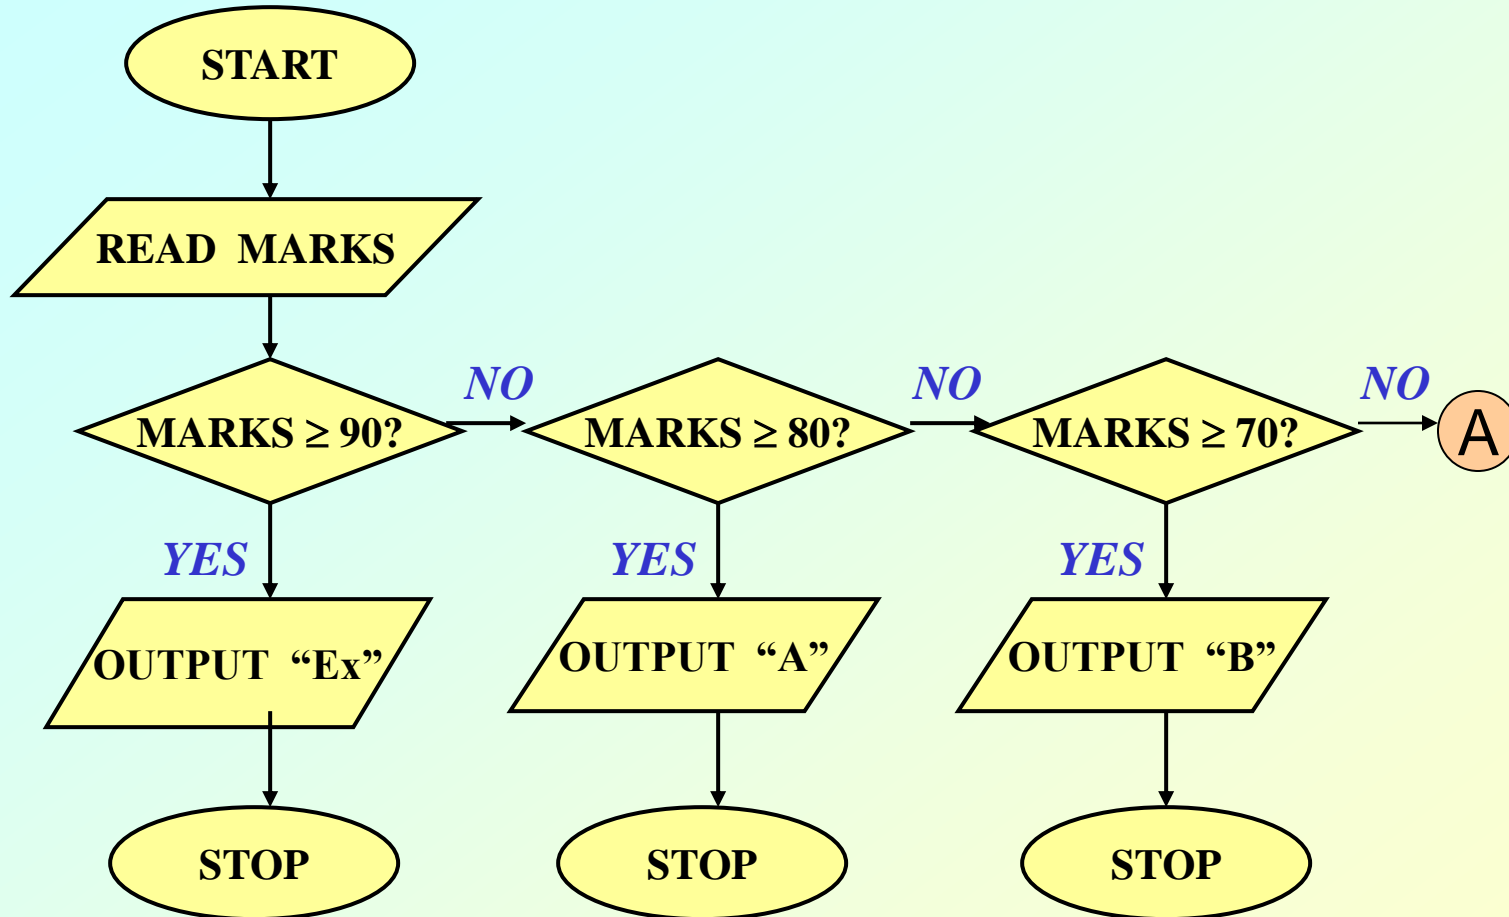 START
READ MARKS
MARKS ≥ 90?
NO
MARKS ≥ 80?
NO
MARKS ≥ 70?
NO
A
YES
YES
YES
OUTPUT “Ex”
OUTPUT “A”
OUTPUT “B”
STOP
STOP
STOP